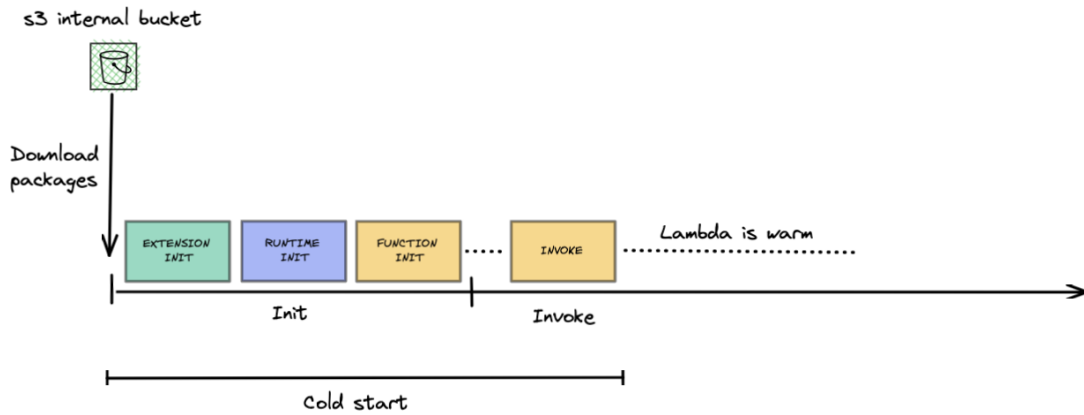 s3 internal bucket
Download
packages
EXTENSION
INIT
RUNTIME
INIT
FUNCTION
INIT
INVOKE
Lambda is warm
Init
Invoke
Cold start